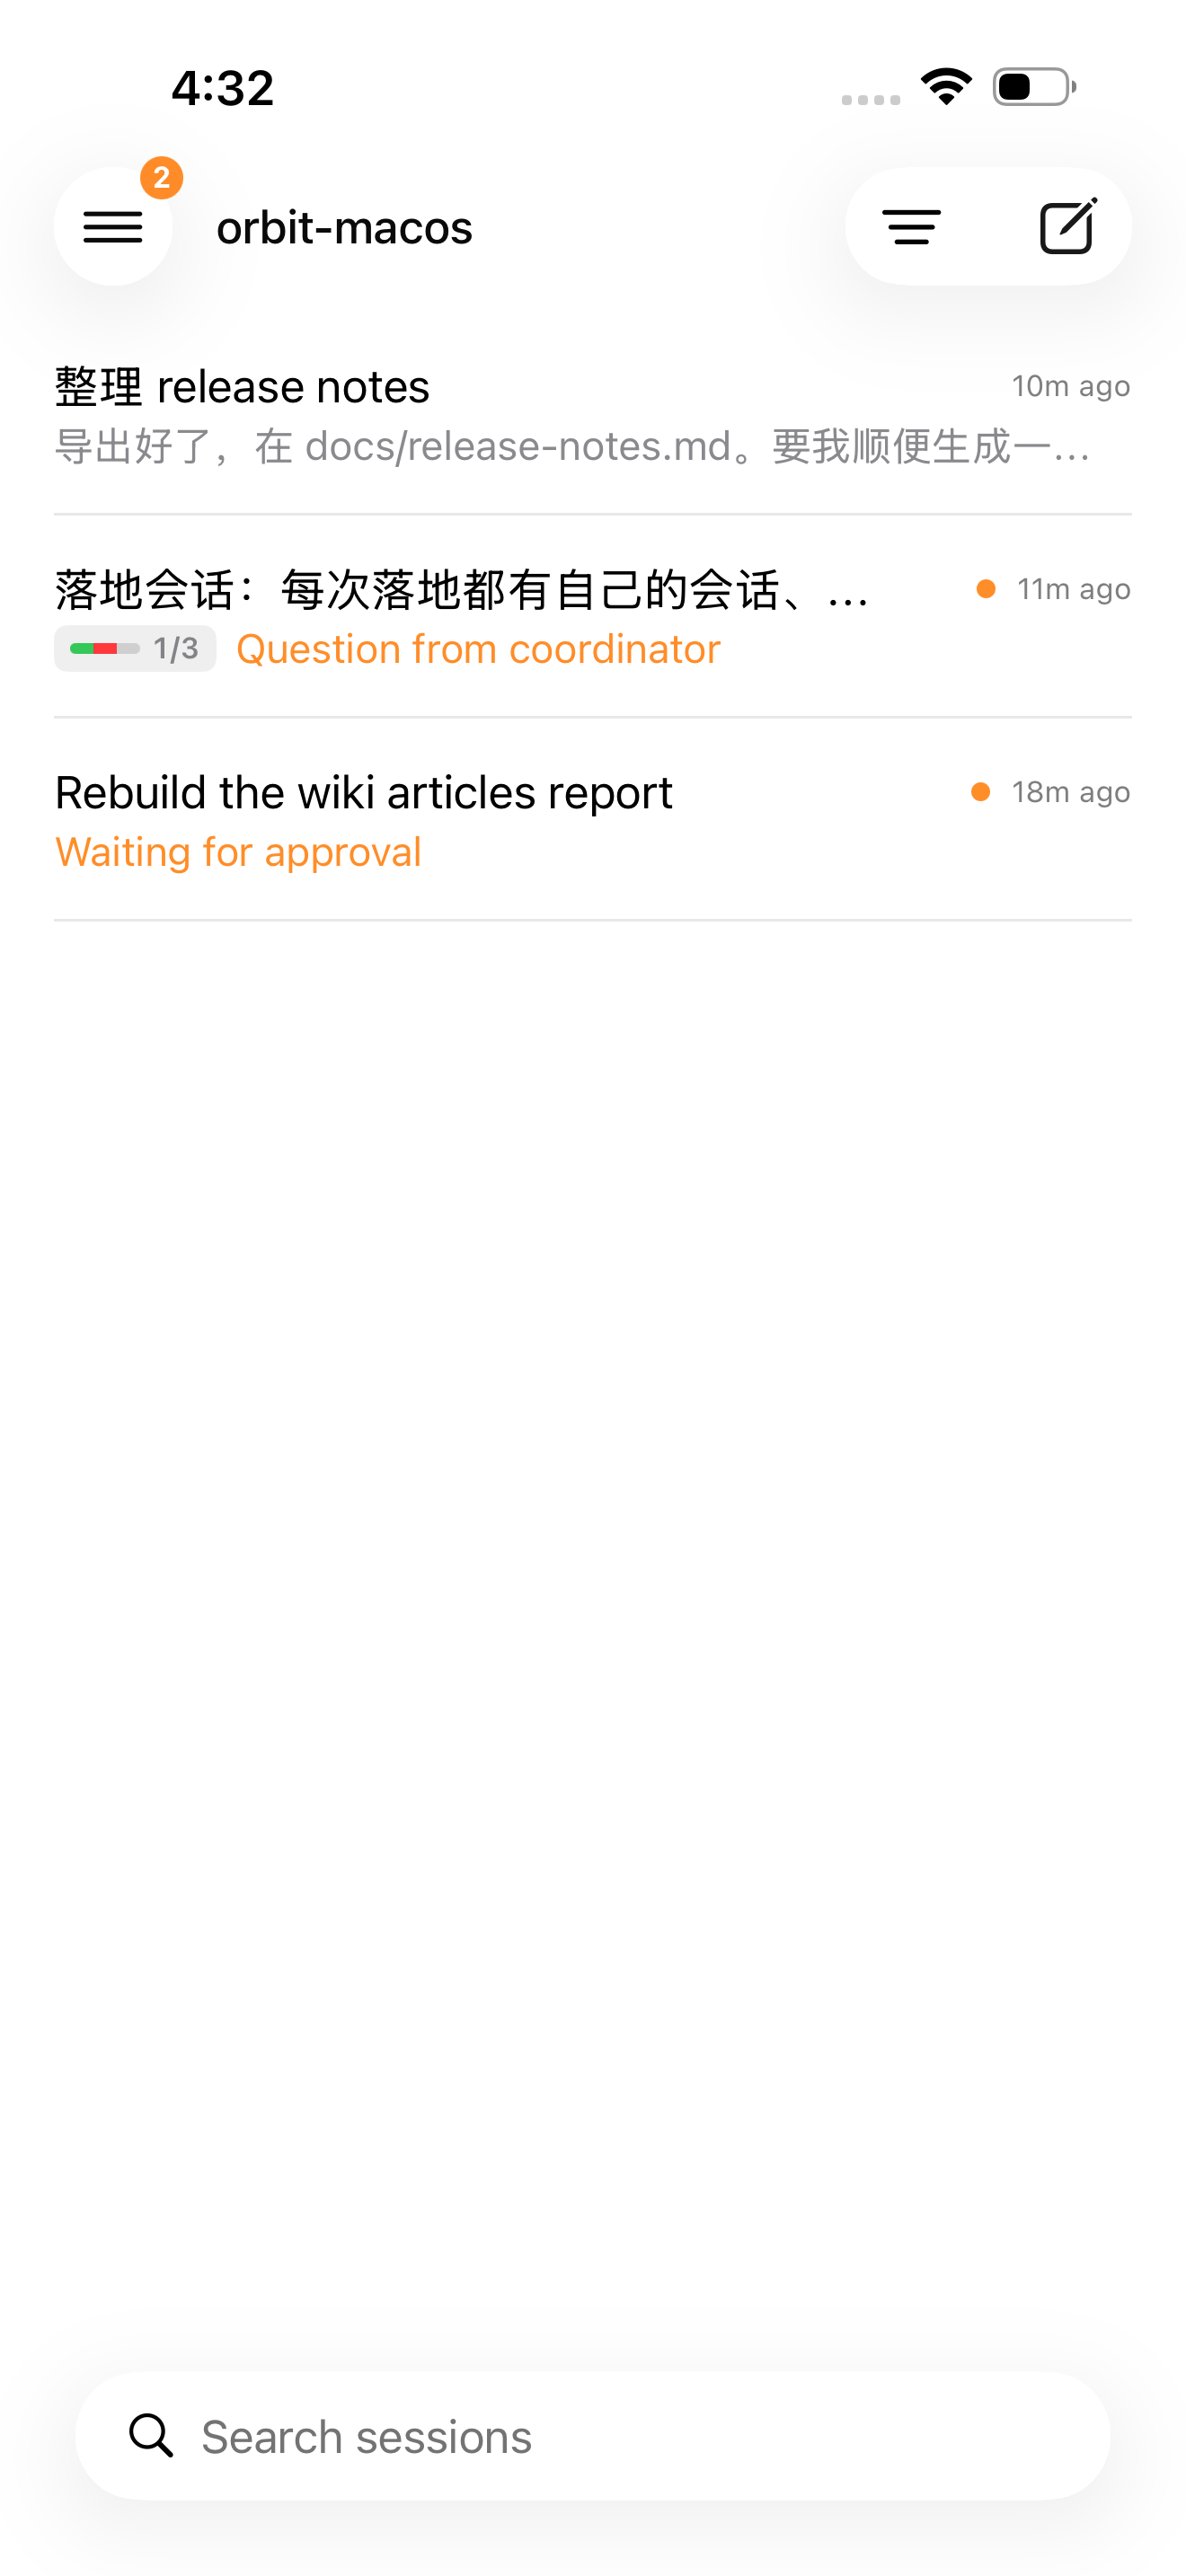 4:32
2
orbit-macos
整理 release notes
10m ago
导出好了，在 docs/release-notes.md。要我顺便生成一...
落地会话：每次落地都有自己的会话、...
11m ago
1/3
Question from coordinator
Rebuild the wiki articles report
18m ago
Waiting for approval
Search sessions